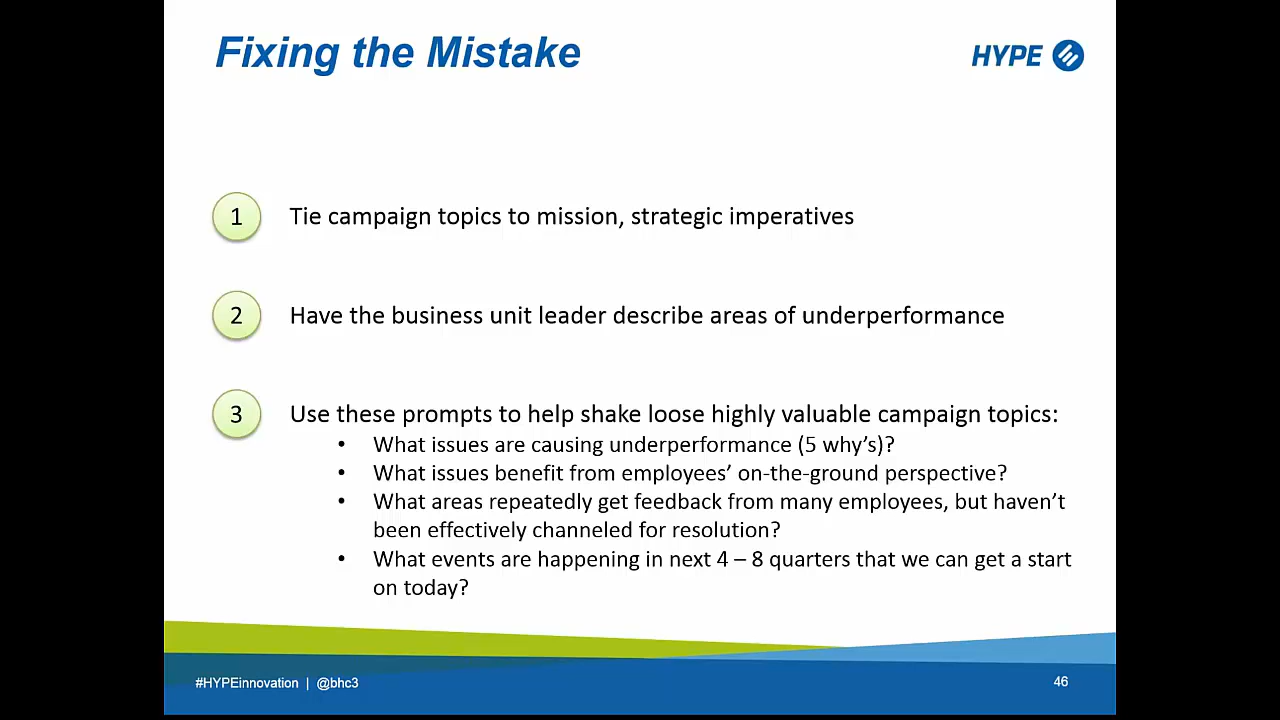 Fixing the Mistake
HYPE
1 Tie campaign topics to mission, strategic imperatives
2 Have the business unit leader describe areas of underperformance
3 Use these prompts to help shake loose highly valuable campaign topics:
• What issues are causing underperformance (5 why’s)?
• What issues benefit from employees’ on-the-ground perspective?
• What areas repeatedly get feedback from many employees, but haven’t
been effectively channeled for resolution?
• What events are happening in next 4 – 8 quarters that we can get a start
on today?
#HYPEinnovation | @bhc3
46